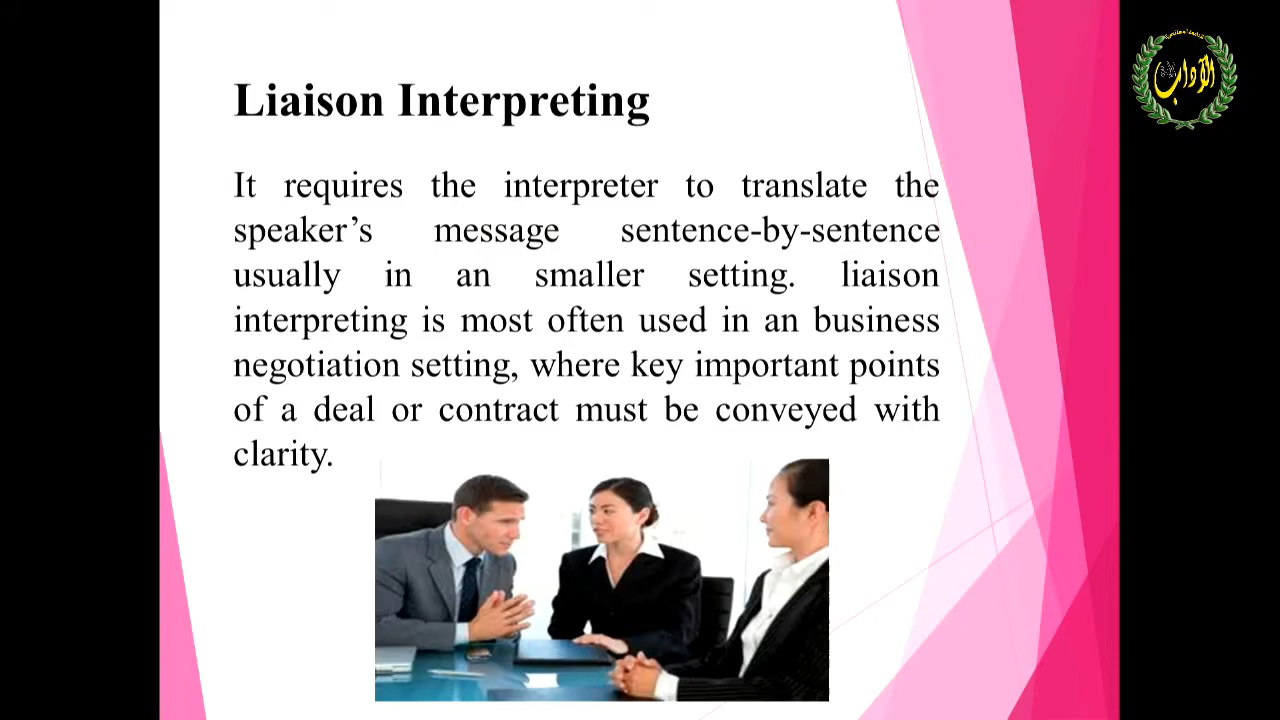 Liaison Interpreting
It requires the interpreter to translate the
speaker’s message sentence-by-sentence
usually in an smaller setting. liaison
interpreting is most often used in an business
negotiation setting, where key important points
of a deal or contract must be conveyed with
clarity.
الآداب